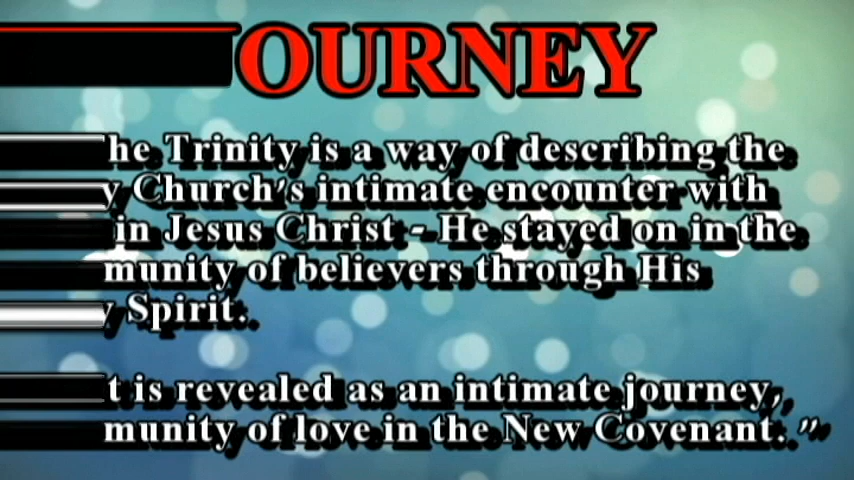 OURNEY
he Trinity is a way of describing the
y Church's intimate encounter with
in Jesus Christ - He stayed on in the
munity of believers through His
y Spirit.
t is revealed as an intimate journey,
munity of love in the New Covenant. ”